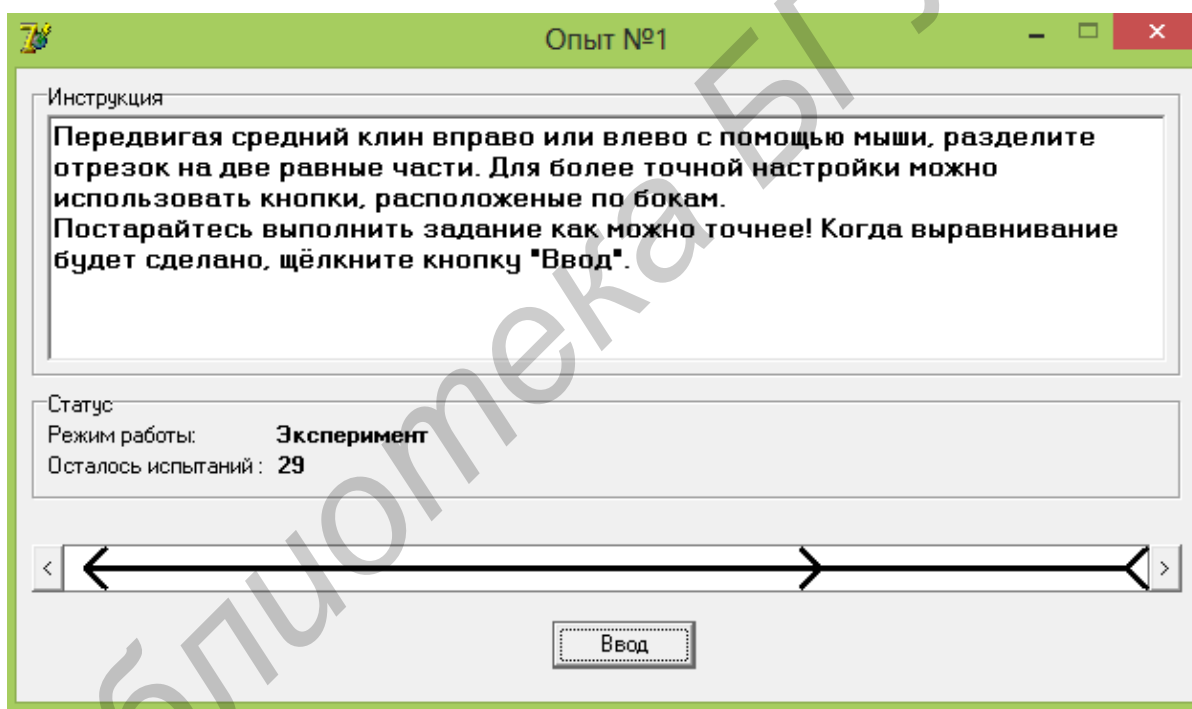 Опыт №1
Инструкция
Передвигая средний клин вправо или влево с помощью мыши, разделите
отрезок на две равные части. Для более точной настройки можно
использовать кнопки, расположеные по бокам.
Постарайтесь выполнить задание как можно точнее! Когда выравнивание
будет сделано, щёлкните кнопку "Ввод".
Статус
Режим работы: Эксперимент
Осталось испытаний : 29
< >
Ввод
блиотека БГУ